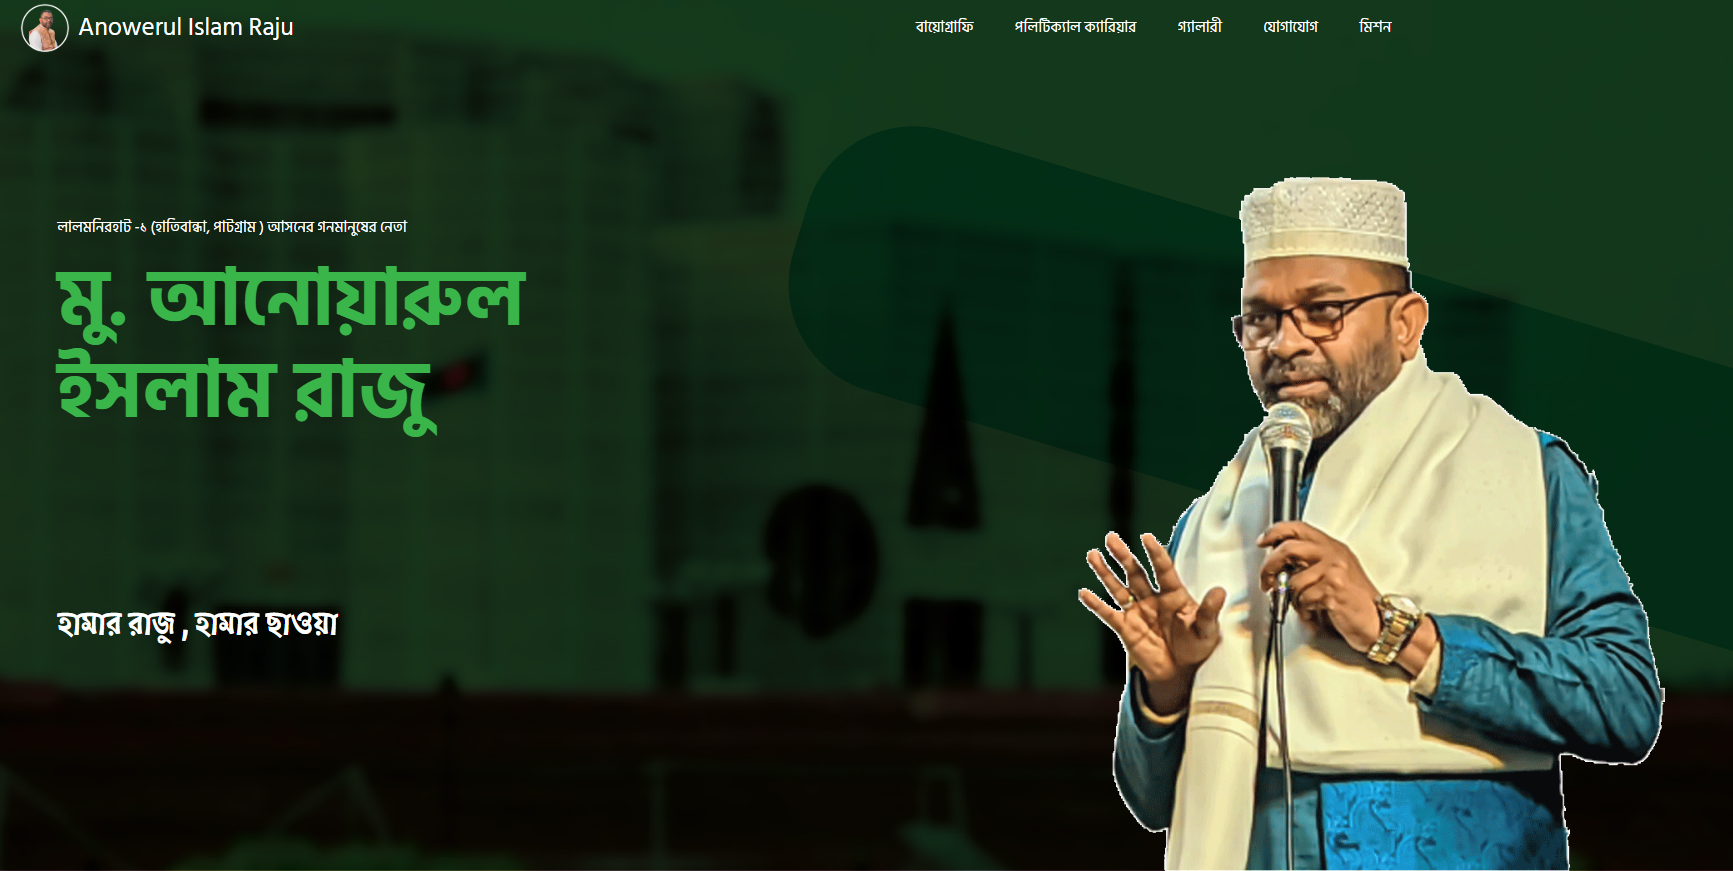 Anowerul Islam Raju
বায়োগ্রাফি পলিটিক্যাল ক্যারিয়ার গ্যালারী যোগাযোগ মিশন
লালমনিরহাট -১ (হাতিবান্ধা, পাটগ্রাম ) আসনের গনমানুষের নেতা
মু. আনোয়ারুল
ইসলাম রাজু
হামার রাজু , হামার ছাওয়া